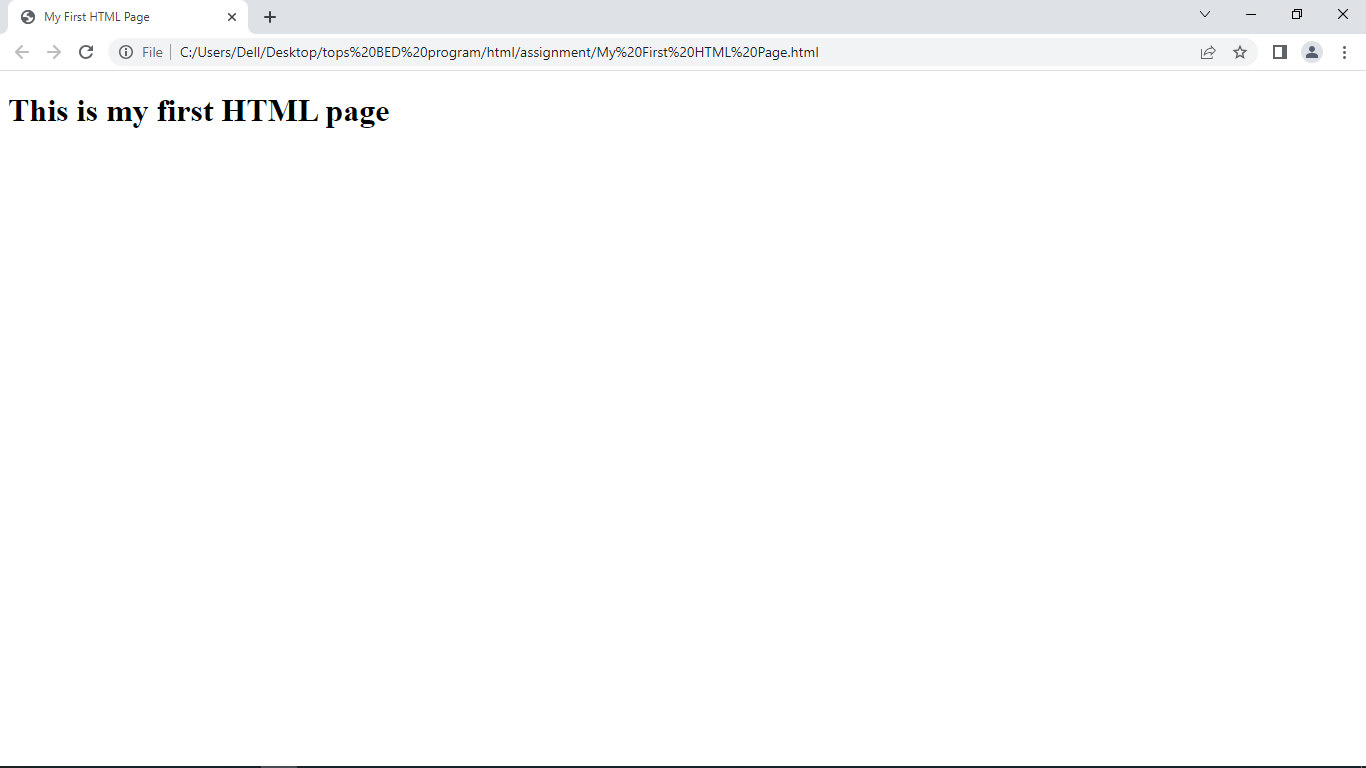 My First HTML Page
File
C:/Users/Dell/Desktop/tops%20BED%20program/html/assignment/My%20First%20HTML%20Page.html
This is my first HTML page